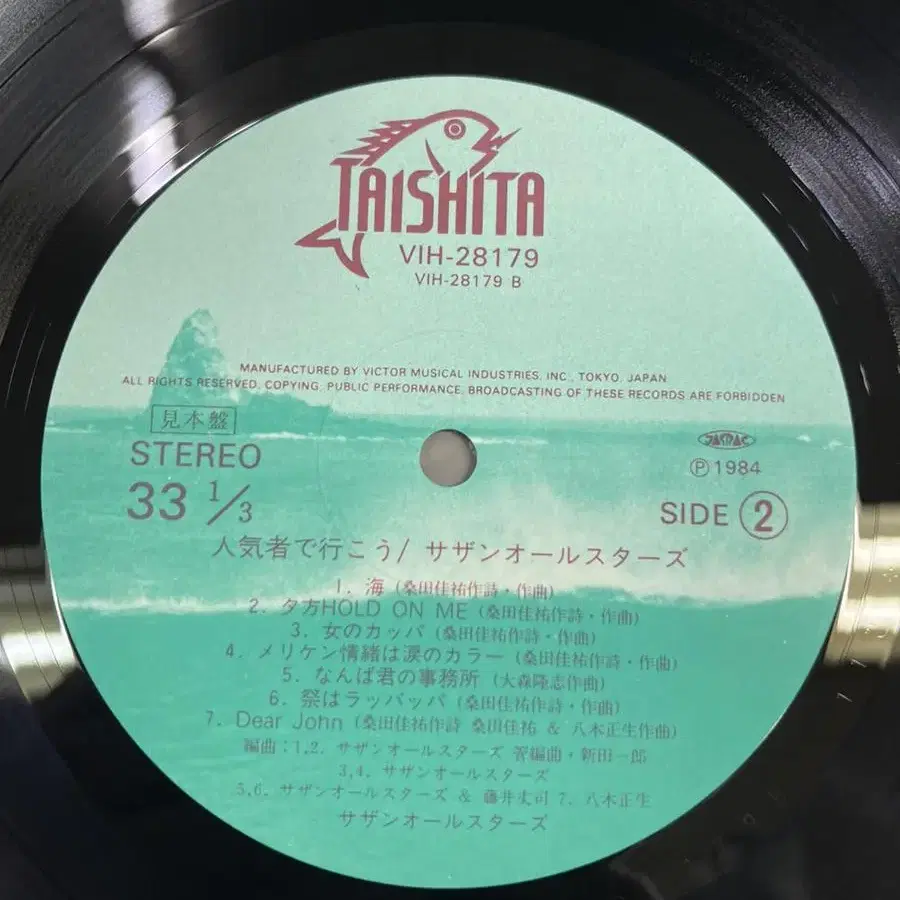 TAISHITA
VIH-28179
VIH-28179 B
MANUFACTURED BY VICTOR MUSICAL INDUSTRIES, INC., TOKYO, JAPAN
ALL RIGHTS RESERVED. COPYING, PUBLIC PERFORMANCE, BROADCASTING OF THESE RECORDS ARE FORBIDDEN
見本盤
STEREO
33 1/3
JASRAC
Ⓟ1984
SIDE ②
人気者で行こう/ サザンオールスターズ
1. 海 (桑田佳祐作詩・作曲)
2. 夕方HOLD ON ME (桑田佳祐作詩・作曲)
3. 女のカッパ (桑田佳祐作詩・作曲)
4. メリケン情緒は涙のカラー (桑田佳祐作詩・作曲)
5. なんば君の事務所 (大森隆志作曲)
6. 祭はラッパッパ (桑田佳祐作詩・作曲)
7. Dear John (桑田佳祐作詩 桑田佳祐 & 八木正生作曲)
編曲:1,2. サザンオールスターズ 管編曲・新田一郎
3,4. サザンオールスターズ
5,6. サザンオールスターズ & 藤井丈司 7. 八木正生
サザンオールスターズ